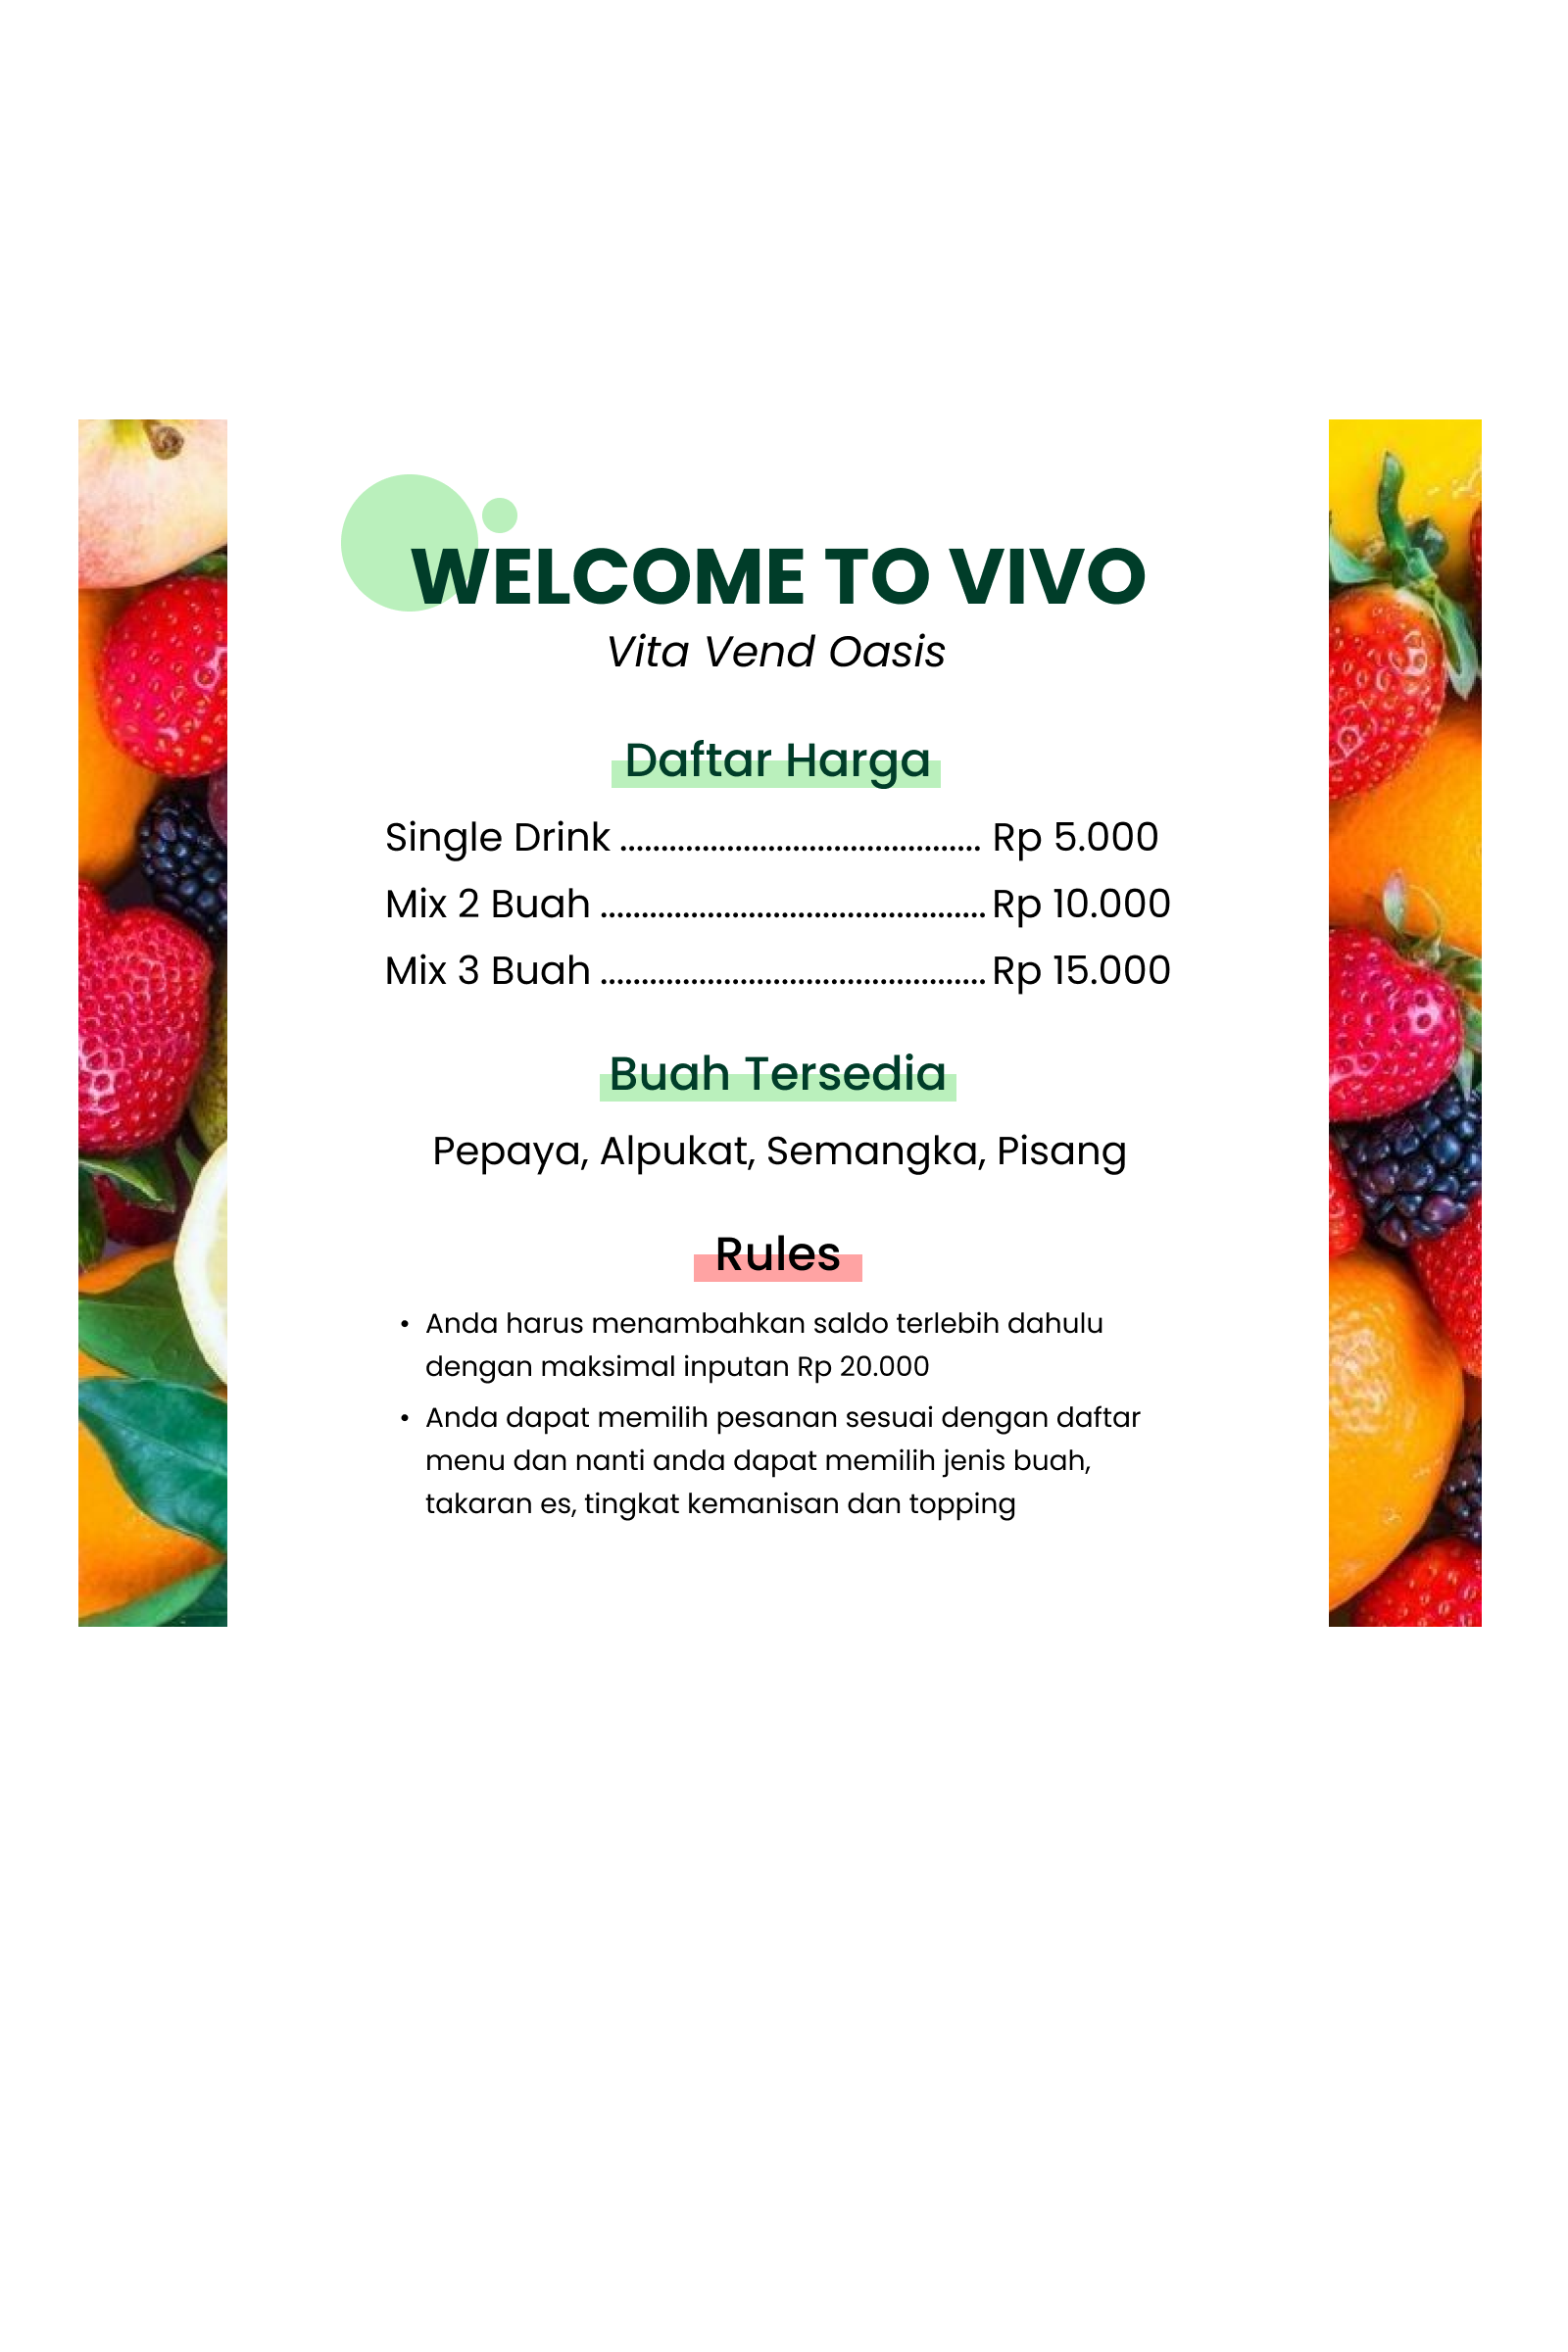 WELCOME TO VIVO
Vita Vend Oasis
Daftar Harga
Single Drink ............................................ Rp 5.000
Mix 2 Buah ............................................... Rp 10.000
Mix 3 Buah ............................................... Rp 15.000
Buah Tersedia
Pepaya, Alpukat, Semangka, Pisang
Rules
• Anda harus menambahkan saldo terlebih dahulu
dengan maksimal inputan Rp 20.000
• Anda dapat memilih pesanan sesuai dengan daftar
menu dan nanti anda dapat memilih jenis buah,
takaran es, tingkat kemanisan dan topping